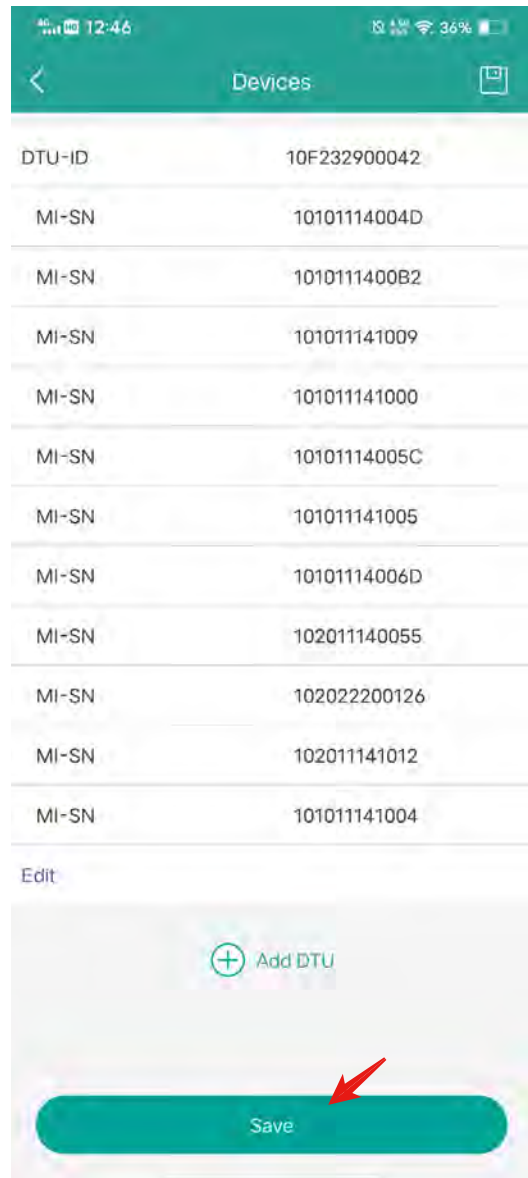 12:46 36%
Devices
DTU-ID 10F232900042
MI-SN 10101114004D
MI-SN 1010111400B2
MI-SN 101011141009
MI-SN 101011141000
MI-SN 10101114005C
MI-SN 101011141005
MI-SN 10101114006D
MI-SN 102011140055
MI-SN 102022200126
MI-SN 102011141012
MI-SN 101011141004
Edit
Add DTU
Save